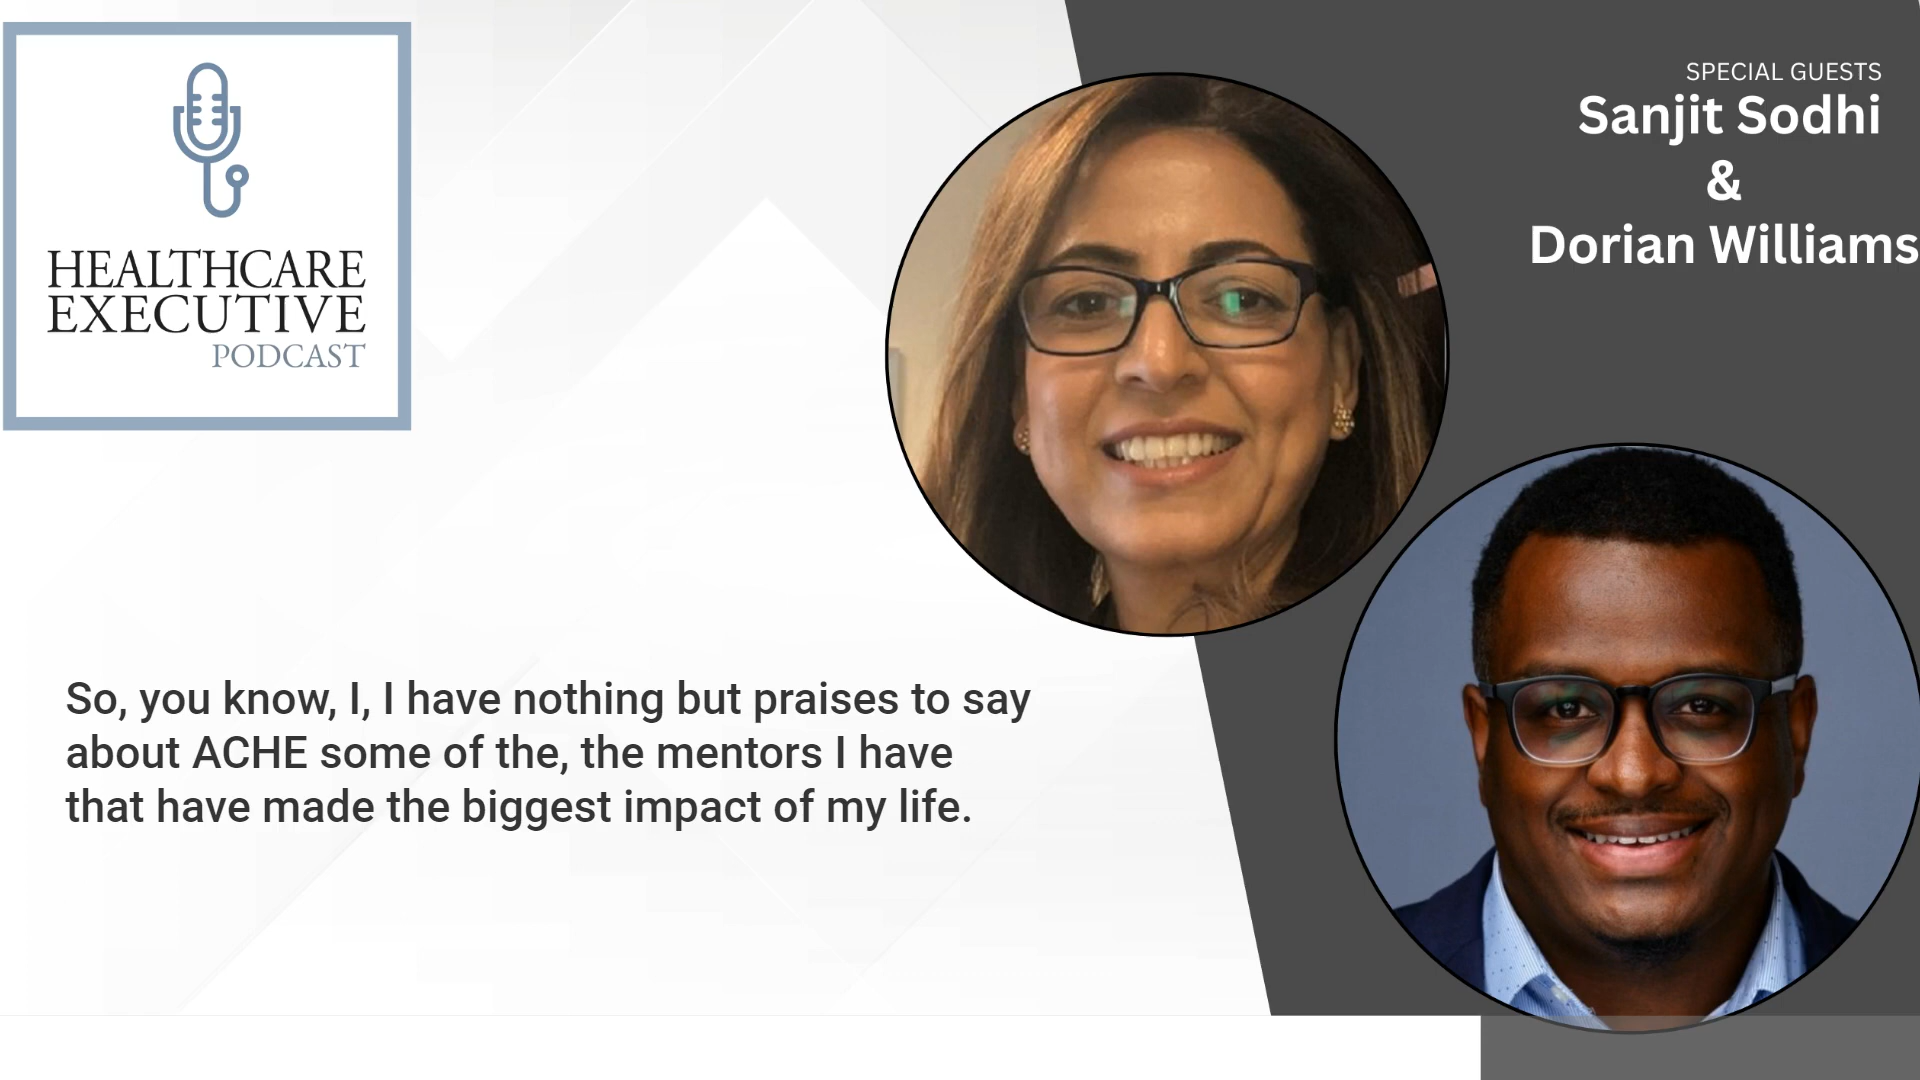 HEALTHCARE
EXECUTIVE
PODCAST
SPECIAL GUESTS
Sanjit Sodhi
&
Dorian Williams
So, you know, I, I have nothing but praises to say
about ACHE some of the, the mentors I have
that have made the biggest impact of my life.